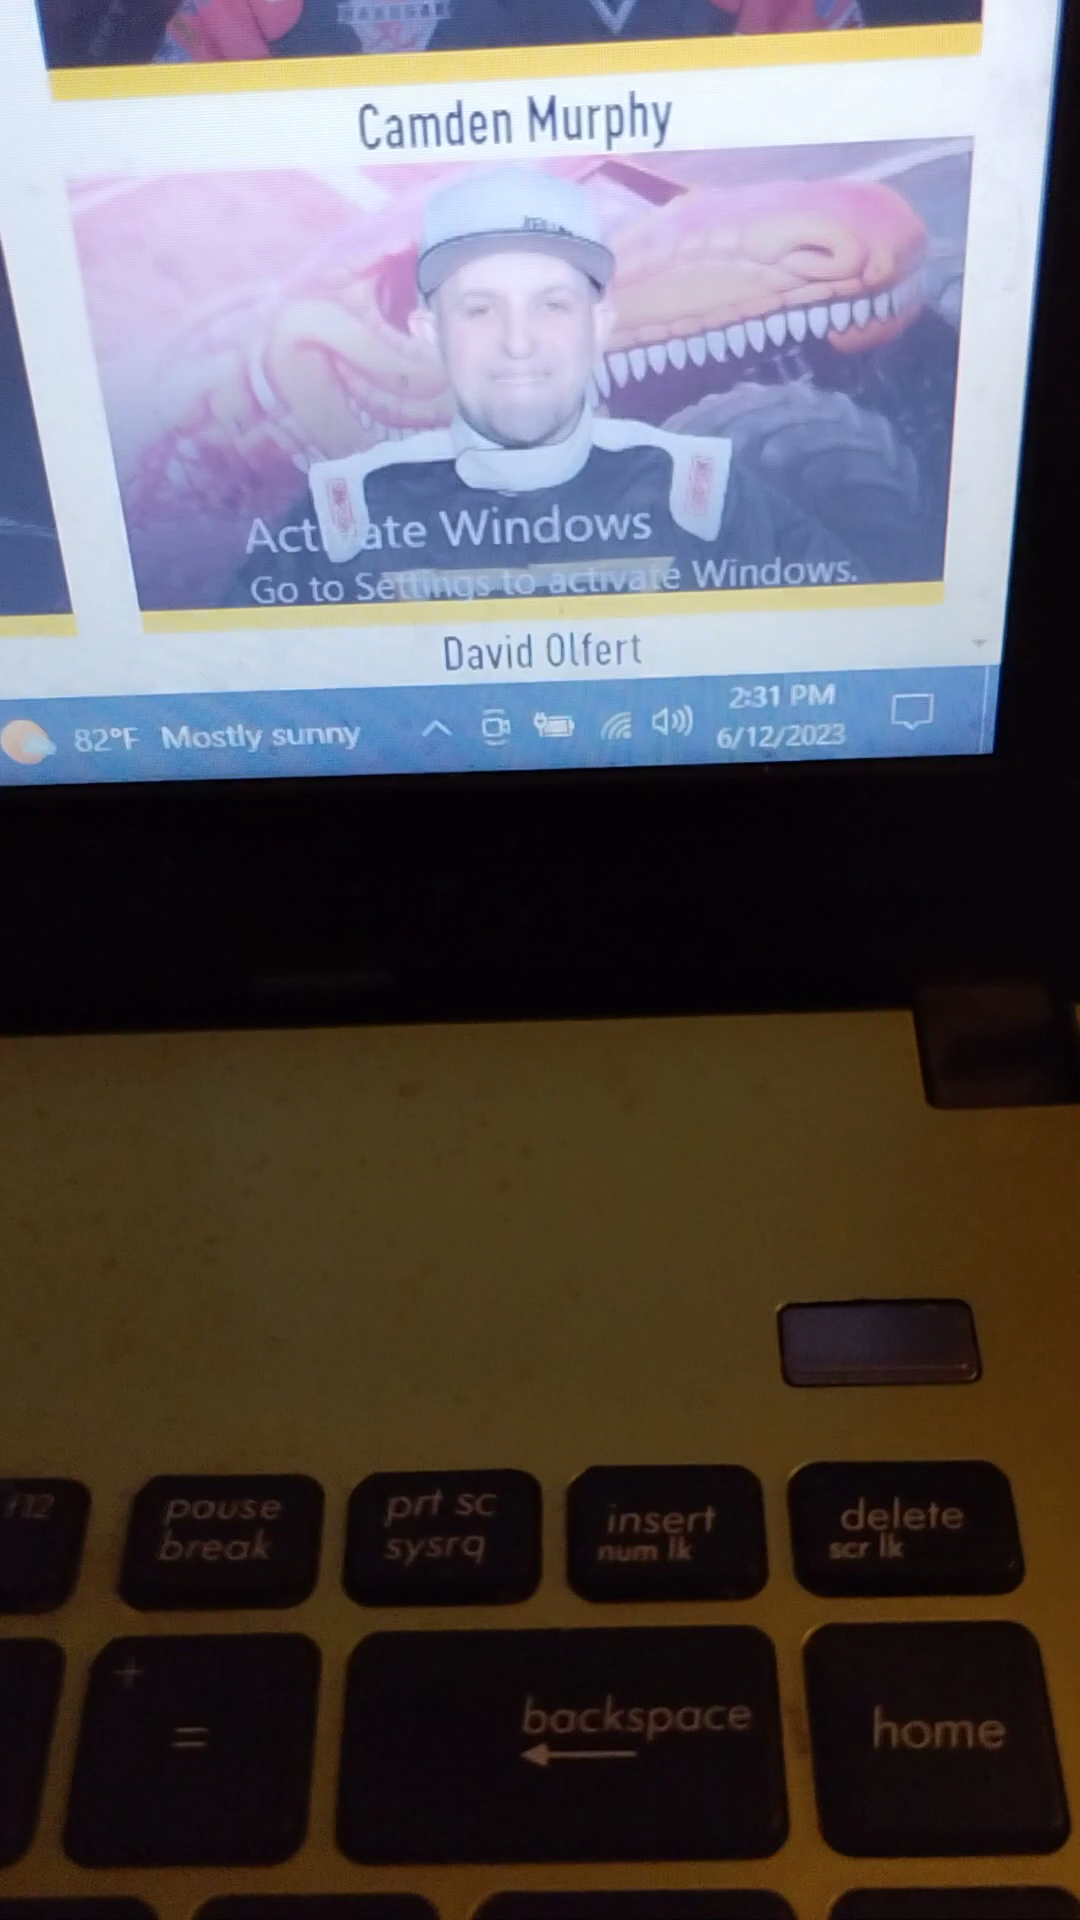 Camden Murphy
Activate Windows
Go to Settings to activate Windows.
David Olfert
82°F Mostly sunny
2:31 PM
6/12/2023
f12
pause
break
prt sc
sysrq
insert
num lk
delete
scr lk
+
=
backspace
home